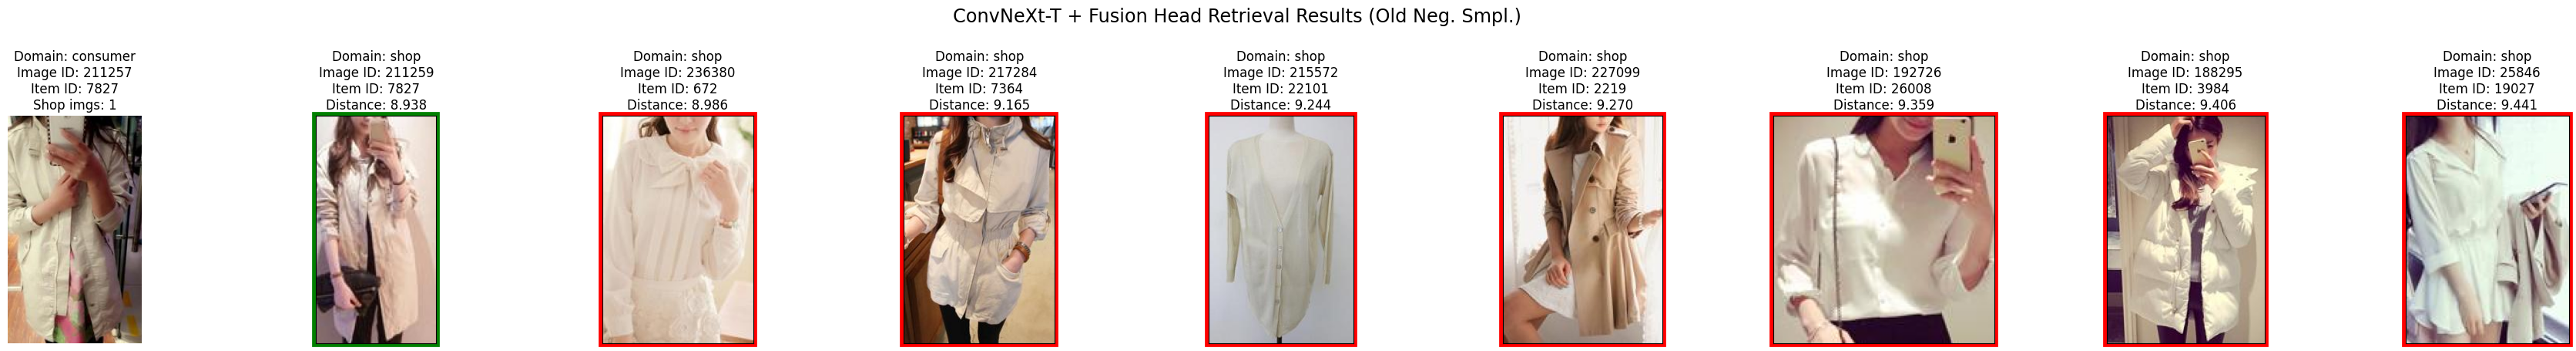 ConvNeXt-T + Fusion Head Retrieval Results (Old Neg. Smpl.)
Domain: consumer
Image ID: 211257
Item ID: 7827
Shop imgs: 1
Domain: shop
Image ID: 211259
Item ID: 7827
Distance: 8.938
Domain: shop
Image ID: 236380
Item ID: 672
Distance: 8.986
Domain: shop
Image ID: 217284
Item ID: 7364
Distance: 9.165
Domain: shop
Image ID: 215572
Item ID: 22101
Distance: 9.244
Domain: shop
Image ID: 227099
Item ID: 2219
Distance: 9.270
Domain: shop
Image ID: 192726
Item ID: 26008
Distance: 9.359
Domain: shop
Image ID: 188295
Item ID: 3984
Distance: 9.406
Domain: shop
Image ID: 25846
Item ID: 19027
Distance: 9.441